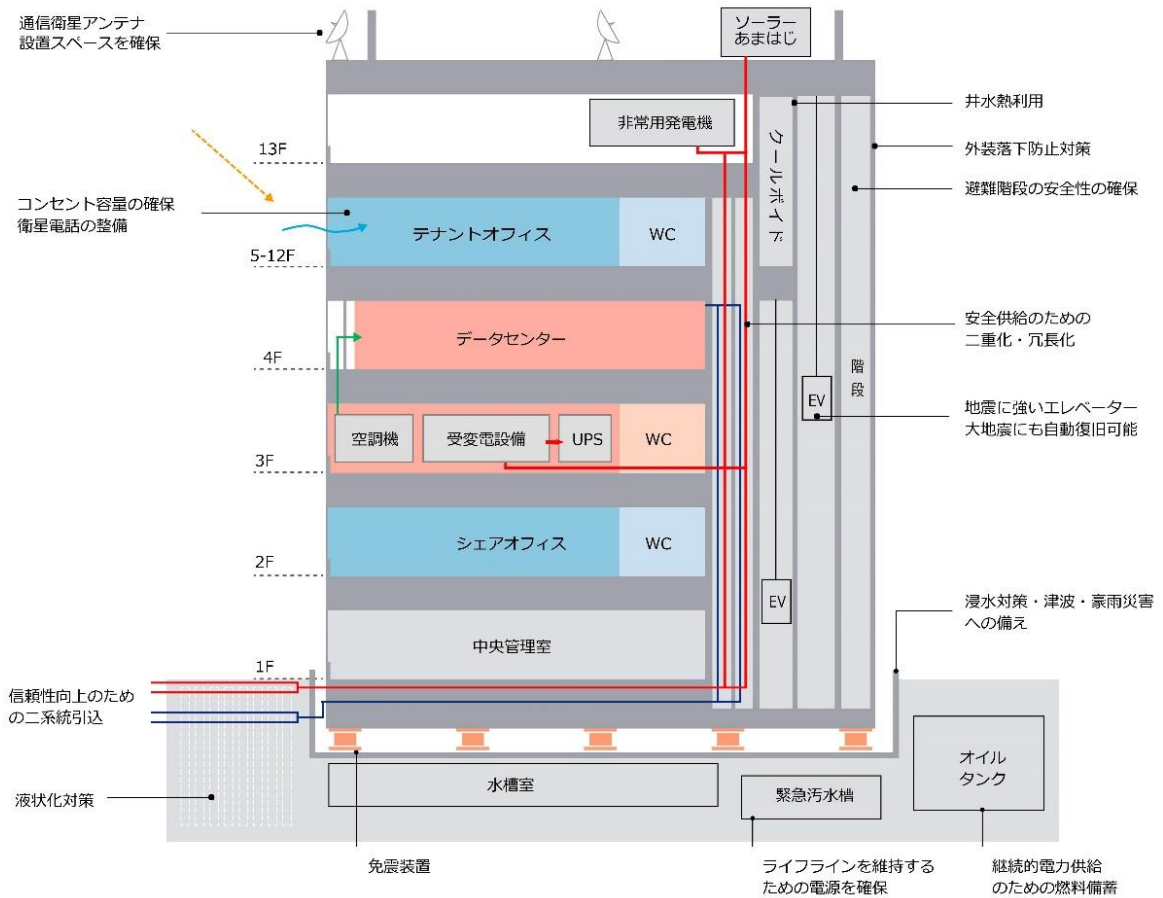 通信衛星アンテナ
設置スペースを確保
ソーラー
あまはじ
井水熱利用
非常用発電機
クールボイド
13F
外装落下防止対策
避難階段の安全性の確保
コンセント容量の確保
衛星電話の整備
テナントオフィス
WC
5-12F
安全供給のための
二重化・冗長化
データセンター
4F
階段
EV
地震に強いエレベーター
大地震にも自動復旧可能
空調機
受変電設備
UPS
WC
3F
シェアオフィス
WC
2F
EV
浸水対策・津波・豪雨災害
への備え
中央管理室
1F
信頼性向上のため
の二系統引込
オイル
タンク
水槽室
緊急汚水槽
液状化対策
免震装置
ライフラインを維持する
ための電源を確保
継続的電力供給
のための燃料備蓄